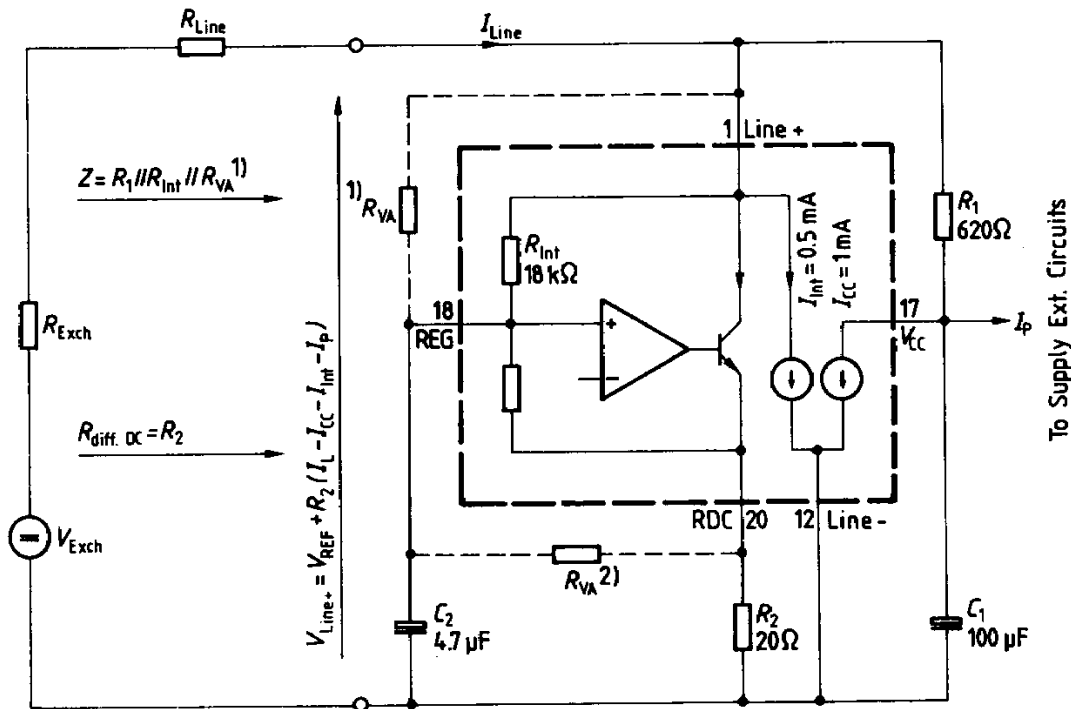 R_Line
I_Line
1 Line+
Z = R_1 // R_Int // R_VA 1)
1) R_VA
R_Int
18 kΩ
I_Int = 0.5 mA
I_CC = 1 mA
R_1
620Ω
To Supply Ext. Circuits
R_Exch
18
REG
+
−
17
V_CC
I_P
R_diff. DC = R_2
V_Line+ = V_REF + R_2 (I_L − I_CC − I_Int − I_P)
V_Exch
RDC 20
12 Line-
R_VA 2)
C_2
4.7 µF
R_2
20Ω
C_1
100 µF